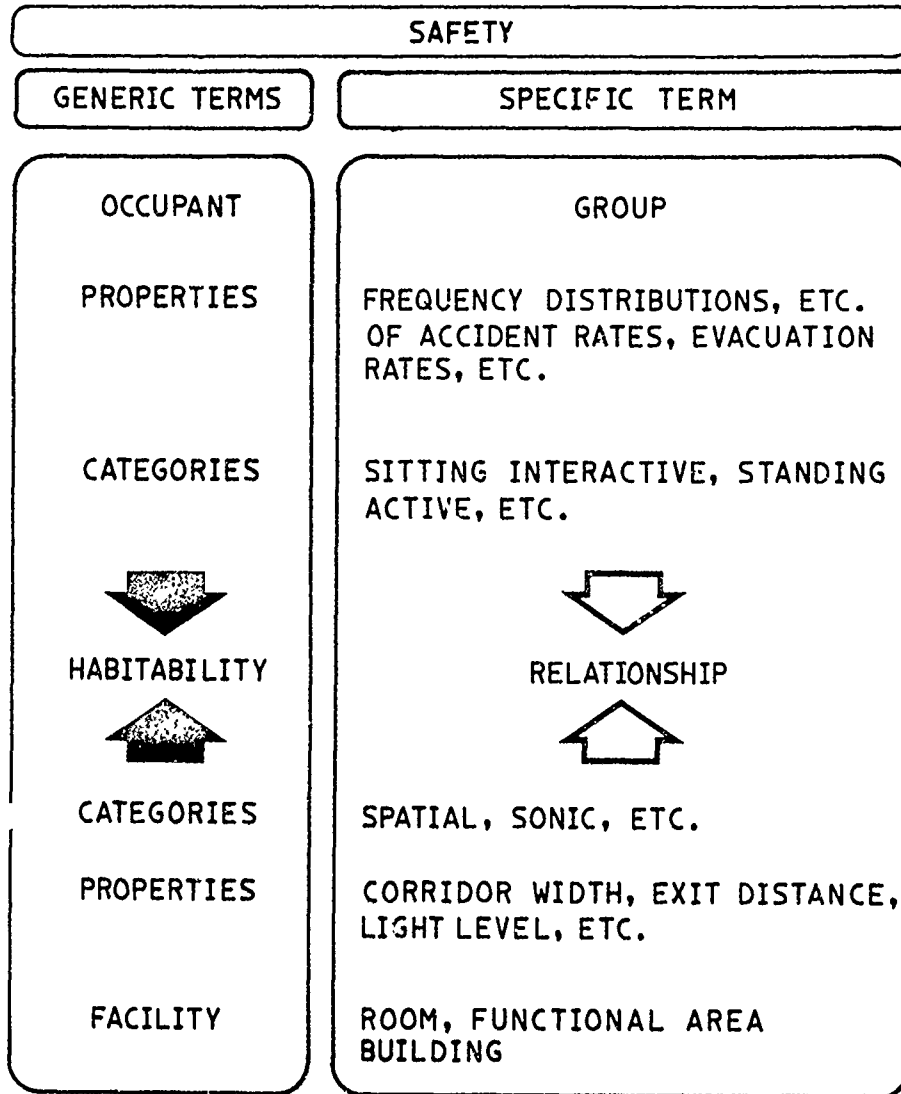 SAFETY
GENERIC TERMS
SPECIFIC TERM
OCCUPANT
GROUP
PROPERTIES
FREQUENCY DISTRIBUTIONS, ETC.
OF ACCIDENT RATES, EVACUATION
RATES, ETC.
CATEGORIES
SITTING INTERACTIVE, STANDING
ACTIVE, ETC.
HABITABILITY
RELATIONSHIP
CATEGORIES
SPATIAL, SONIC, ETC.
PROPERTIES
CORRIDOR WIDTH, EXIT DISTANCE,
LIGHT LEVEL, ETC.
FACILITY
ROOM, FUNCTIONAL AREA
BUILDING